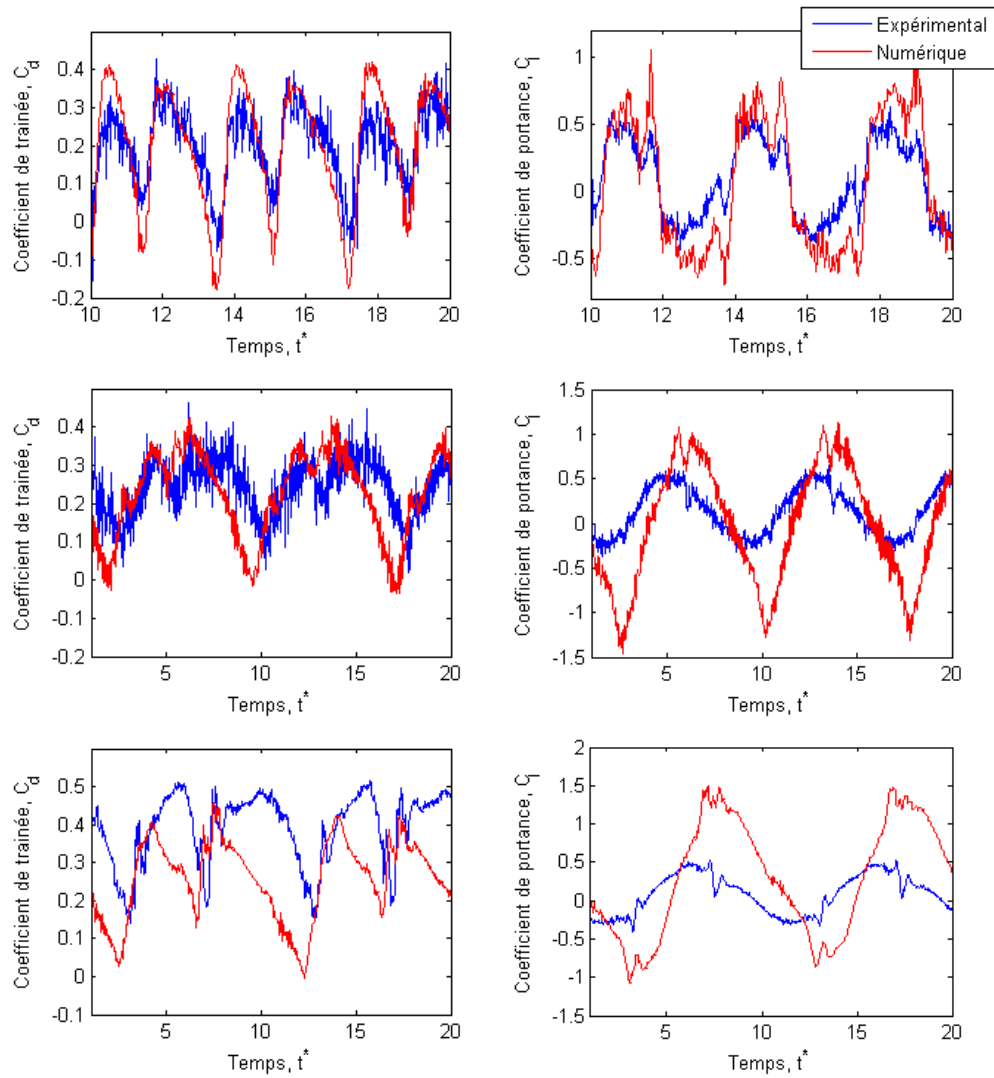 Expérimental
Numérique
Coefficient de trainée, C_d
0.4
0.3
0.2
0.1
0
-0.1
-0.2
10 12 14 16 18 20
Temps, t*
Coefficient de portance, C_l
1
0.5
0
-0.5
10 12 14 16 18 20
Temps, t*
Coefficient de trainée, C_d
0.4
0.3
0.2
0.1
0
-0.1
-0.2
5 10 15 20
Temps, t*
Coefficient de portance, C_l
1.5
1
0.5
0
-0.5
-1
-1.5
5 10 15 20
Temps, t*
Coefficient de trainée, C_d
0.5
0.4
0.3
0.2
0.1
0
-0.1
5 10 15 20
Temps, t*
Coefficient de portance, C_l
2
1.5
1
0.5
0
-0.5
-1
-1.5
5 10 15 20
Temps, t*